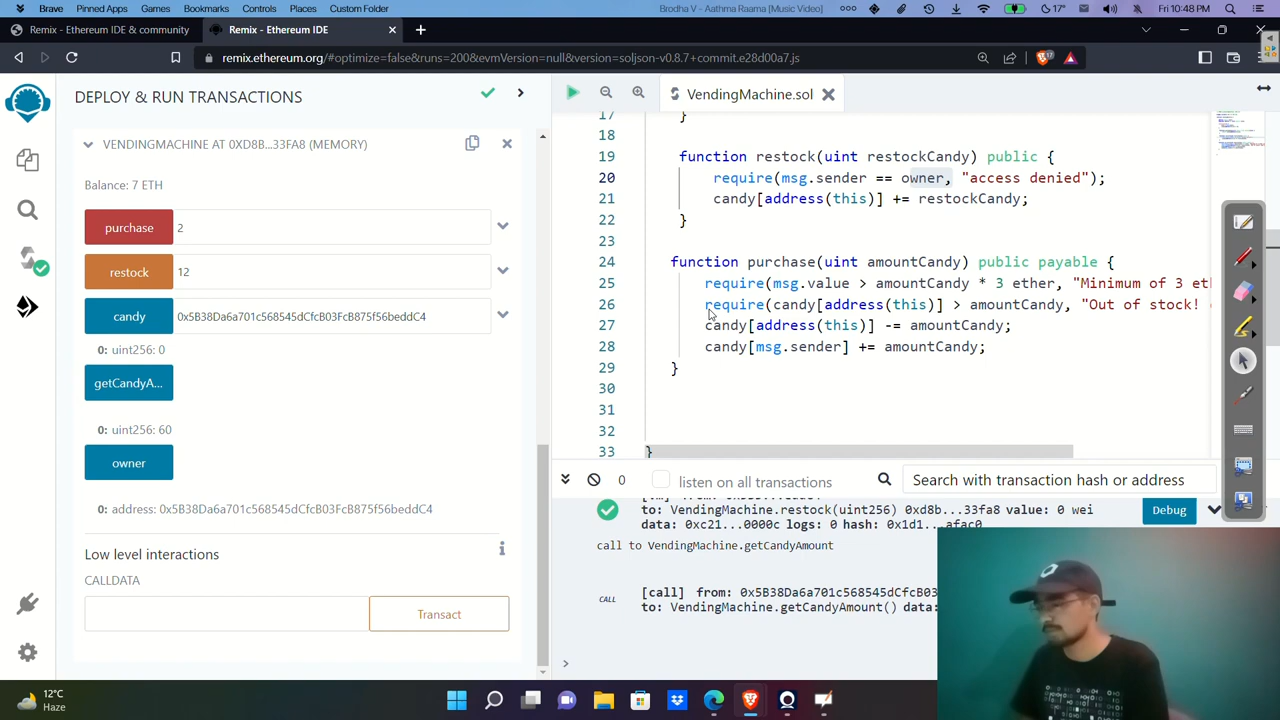 Brave Pinned Apps Games Bookmarks Controls Places Custom Folder
Brodha V - Aathma Raama [Music Video] 17° Fri 10:48 PM
Remix - Ethereum IDE & community
Remix - Ethereum IDE
remix.ethereum.org/#optimize=false&runs=200&evmVersion=null&version=soljson-v0.8.7+commit.e28d00a7.js
DEPLOY & RUN TRANSACTIONS
VENDINGMACHINE AT 0XD8B...33FA8 (MEMORY)
Balance: 7 ETH
purchase 2
restock 12
candy 0x5B38Da6a701c568545dCfcB03FcB875f56beddC4
0: uint256: 0
getCandyA...
0: uint256: 60
owner
0: address: 0x5B38Da6a701c568545dCfcB03FcB875f56beddC4
Low level interactions
CALLDATA
Transact
VendingMachine.sol
17 }
18
19 function restock(uint restockCandy) public {
20 require(msg.sender == owner, "access denied");
21 candy[address(this)] += restockCandy;
22 }
23
24 function purchase(uint amountCandy) public payable {
25 require(msg.value > amountCandy * 3 ether, "Minimum of 3 eth
26 require(candy[address(this)] > amountCandy, "Out of stock!
27 candy[address(this)] -= amountCandy;
28 candy[msg.sender] += amountCandy;
29 }
30
31
32
33 }
0 listen on all transactions Search with transaction hash or address
to: VendingMachine.restock(uint256) 0xd8b...33fa8 value: 0 wei
data: 0xc21...0000c logs: 0 hash: 0x1d1...afac0
Debug
call to VendingMachine.getCandyAmount
CALL
[call] from: 0x5B38Da6a701c568545dCfcB03
to: VendingMachine.getCandyAmount() data:
>
12°C
Haze